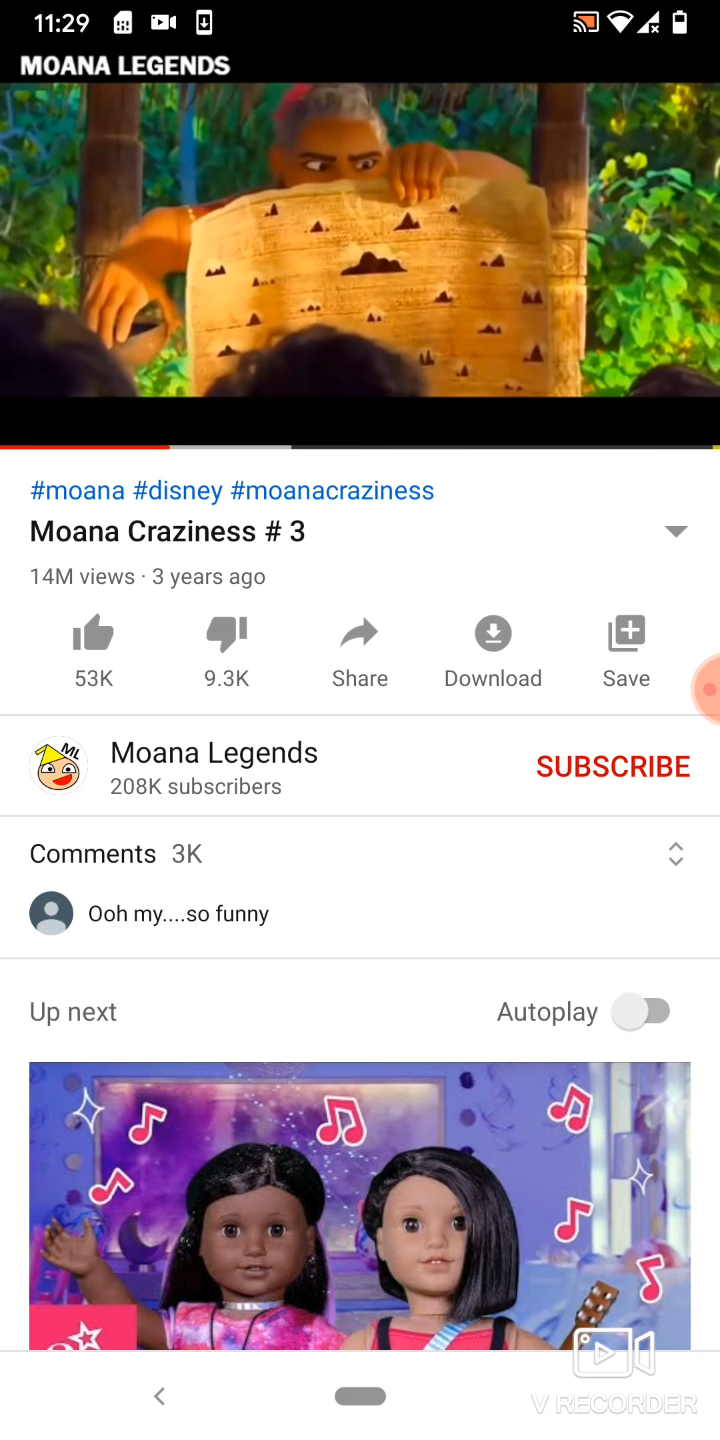 11:29
MOANA LEGENDS
#moana #disney #moanacraziness
Moana Craziness # 3
14M views · 3 years ago
53K
9.3K
Share
Download
Save
ML
Moana Legends
208K subscribers
SUBSCRIBE
Comments 3K
Ooh my....so funny
Up next
Autoplay
V RECORDER